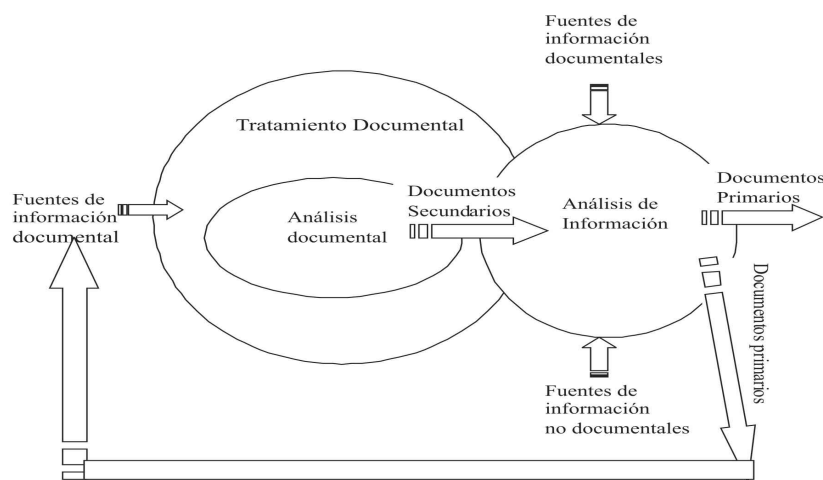 Fuentes de
información
documentales
Tratamiento Documental
Fuentes de
información
documental
Análisis
documental
Documentos
Secundarios
Análisis de
Información
Documentos
Primarios
Documentos primarios
Fuentes de
información
no documentales